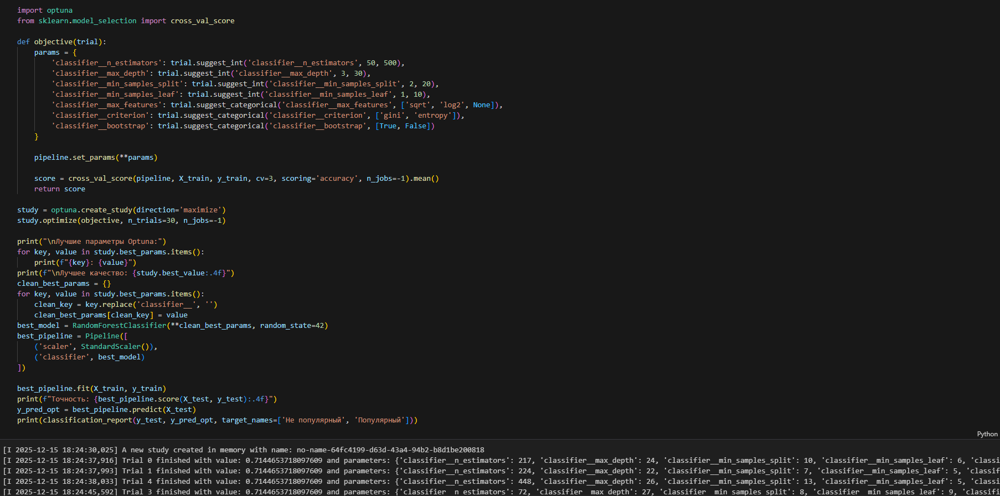 import optuna
from sklearn.model_selection import cross_val_score
def objective(trial):
    params = {
        'classifier__n_estimators': trial.suggest_int('classifier__n_estimators', 50, 500),
        'classifier__max_depth': trial.suggest_int('classifier__max_depth', 3, 30),
        'classifier__min_samples_split': trial.suggest_int('classifier__min_samples_split', 2, 20),
        'classifier__min_samples_leaf': trial.suggest_int('classifier__min_samples_leaf', 1, 10),
        'classifier__max_features': trial.suggest_categorical('classifier__max_features', ['sqrt', 'log2', None]),
        'classifier__criterion': trial.suggest_categorical('classifier__criterion', ['gini', 'entropy']),
        'classifier__bootstrap': trial.suggest_categorical('classifier__bootstrap', [True, False])
    }
    pipeline.set_params(**params)
    score = cross_val_score(pipeline, X_train, y_train, cv=3, scoring='accuracy', n_jobs=-1).mean()
    return score
study = optuna.create_study(direction='maximize')
study.optimize(objective, n_trials=30, n_jobs=-1)
print("\nЛучшие параметры Optuna:")
for key, value in study.best_params.items():
    print(f"{key}: {value}")
print(f"\nЛучшее качество: {study.best_value:.4f}")
clean_best_params = {}
for key, value in study.best_params.items():
    clean_key = key.replace('classifier__', '')
    clean_best_params[clean_key] = value
best_model = RandomForestClassifier(**clean_best_params, random_state=42)
best_pipeline = Pipeline([
    ('scaler', StandardScaler()),
    ('classifier', best_model)
])
best_pipeline.fit(X_train, y_train)
print(f"Точность: {best_pipeline.score(X_test, y_test):.4f}")
y_pred_opt = best_pipeline.predict(X_test)
print(classification_report(y_test, y_pred_opt, target_names=['Не популярный', 'Популярный']))
Python
[I 2025-12-15 18:24:30,025] A new study created in memory with name: no-name-64fc4199-d63d-43a4-94b2-b8d1be200818
[I 2025-12-15 18:24:37,916] Trial 0 finished with value: 0.7144653718097609 and parameters: {'classifier__n_estimators': 217, 'classifier__max_depth': 24, 'classifier__min_samples_split': 10, 'classifier__min_samples_leaf': 6, 'classi
[I 2025-12-15 18:24:37,993] Trial 1 finished with value: 0.7144653718097609 and parameters: {'classifier__n_estimators': 224, 'classifier__max_depth': 22, 'classifier__min_samples_split': 7, 'classifier__min_samples_leaf': 5, 'classif
[I 2025-12-15 18:24:38,033] Trial 4 finished with value: 0.7144653718097609 and parameters: {'classifier__n_estimators': 448, 'classifier__max_depth': 26, 'classifier__min_samples_split': 13, 'classifier__min_samples_leaf': 5, 'classi
[I 2025-12-15 18:24:45,592] Trial 3 finished with value: 0.7144653718097609 and parameters: {'classifier__n_estimators': 72, 'classifier__max_depth': 27, 'classifier__min_samples_split': 8, 'classifier__min_samples_leaf': 9, 'classifi